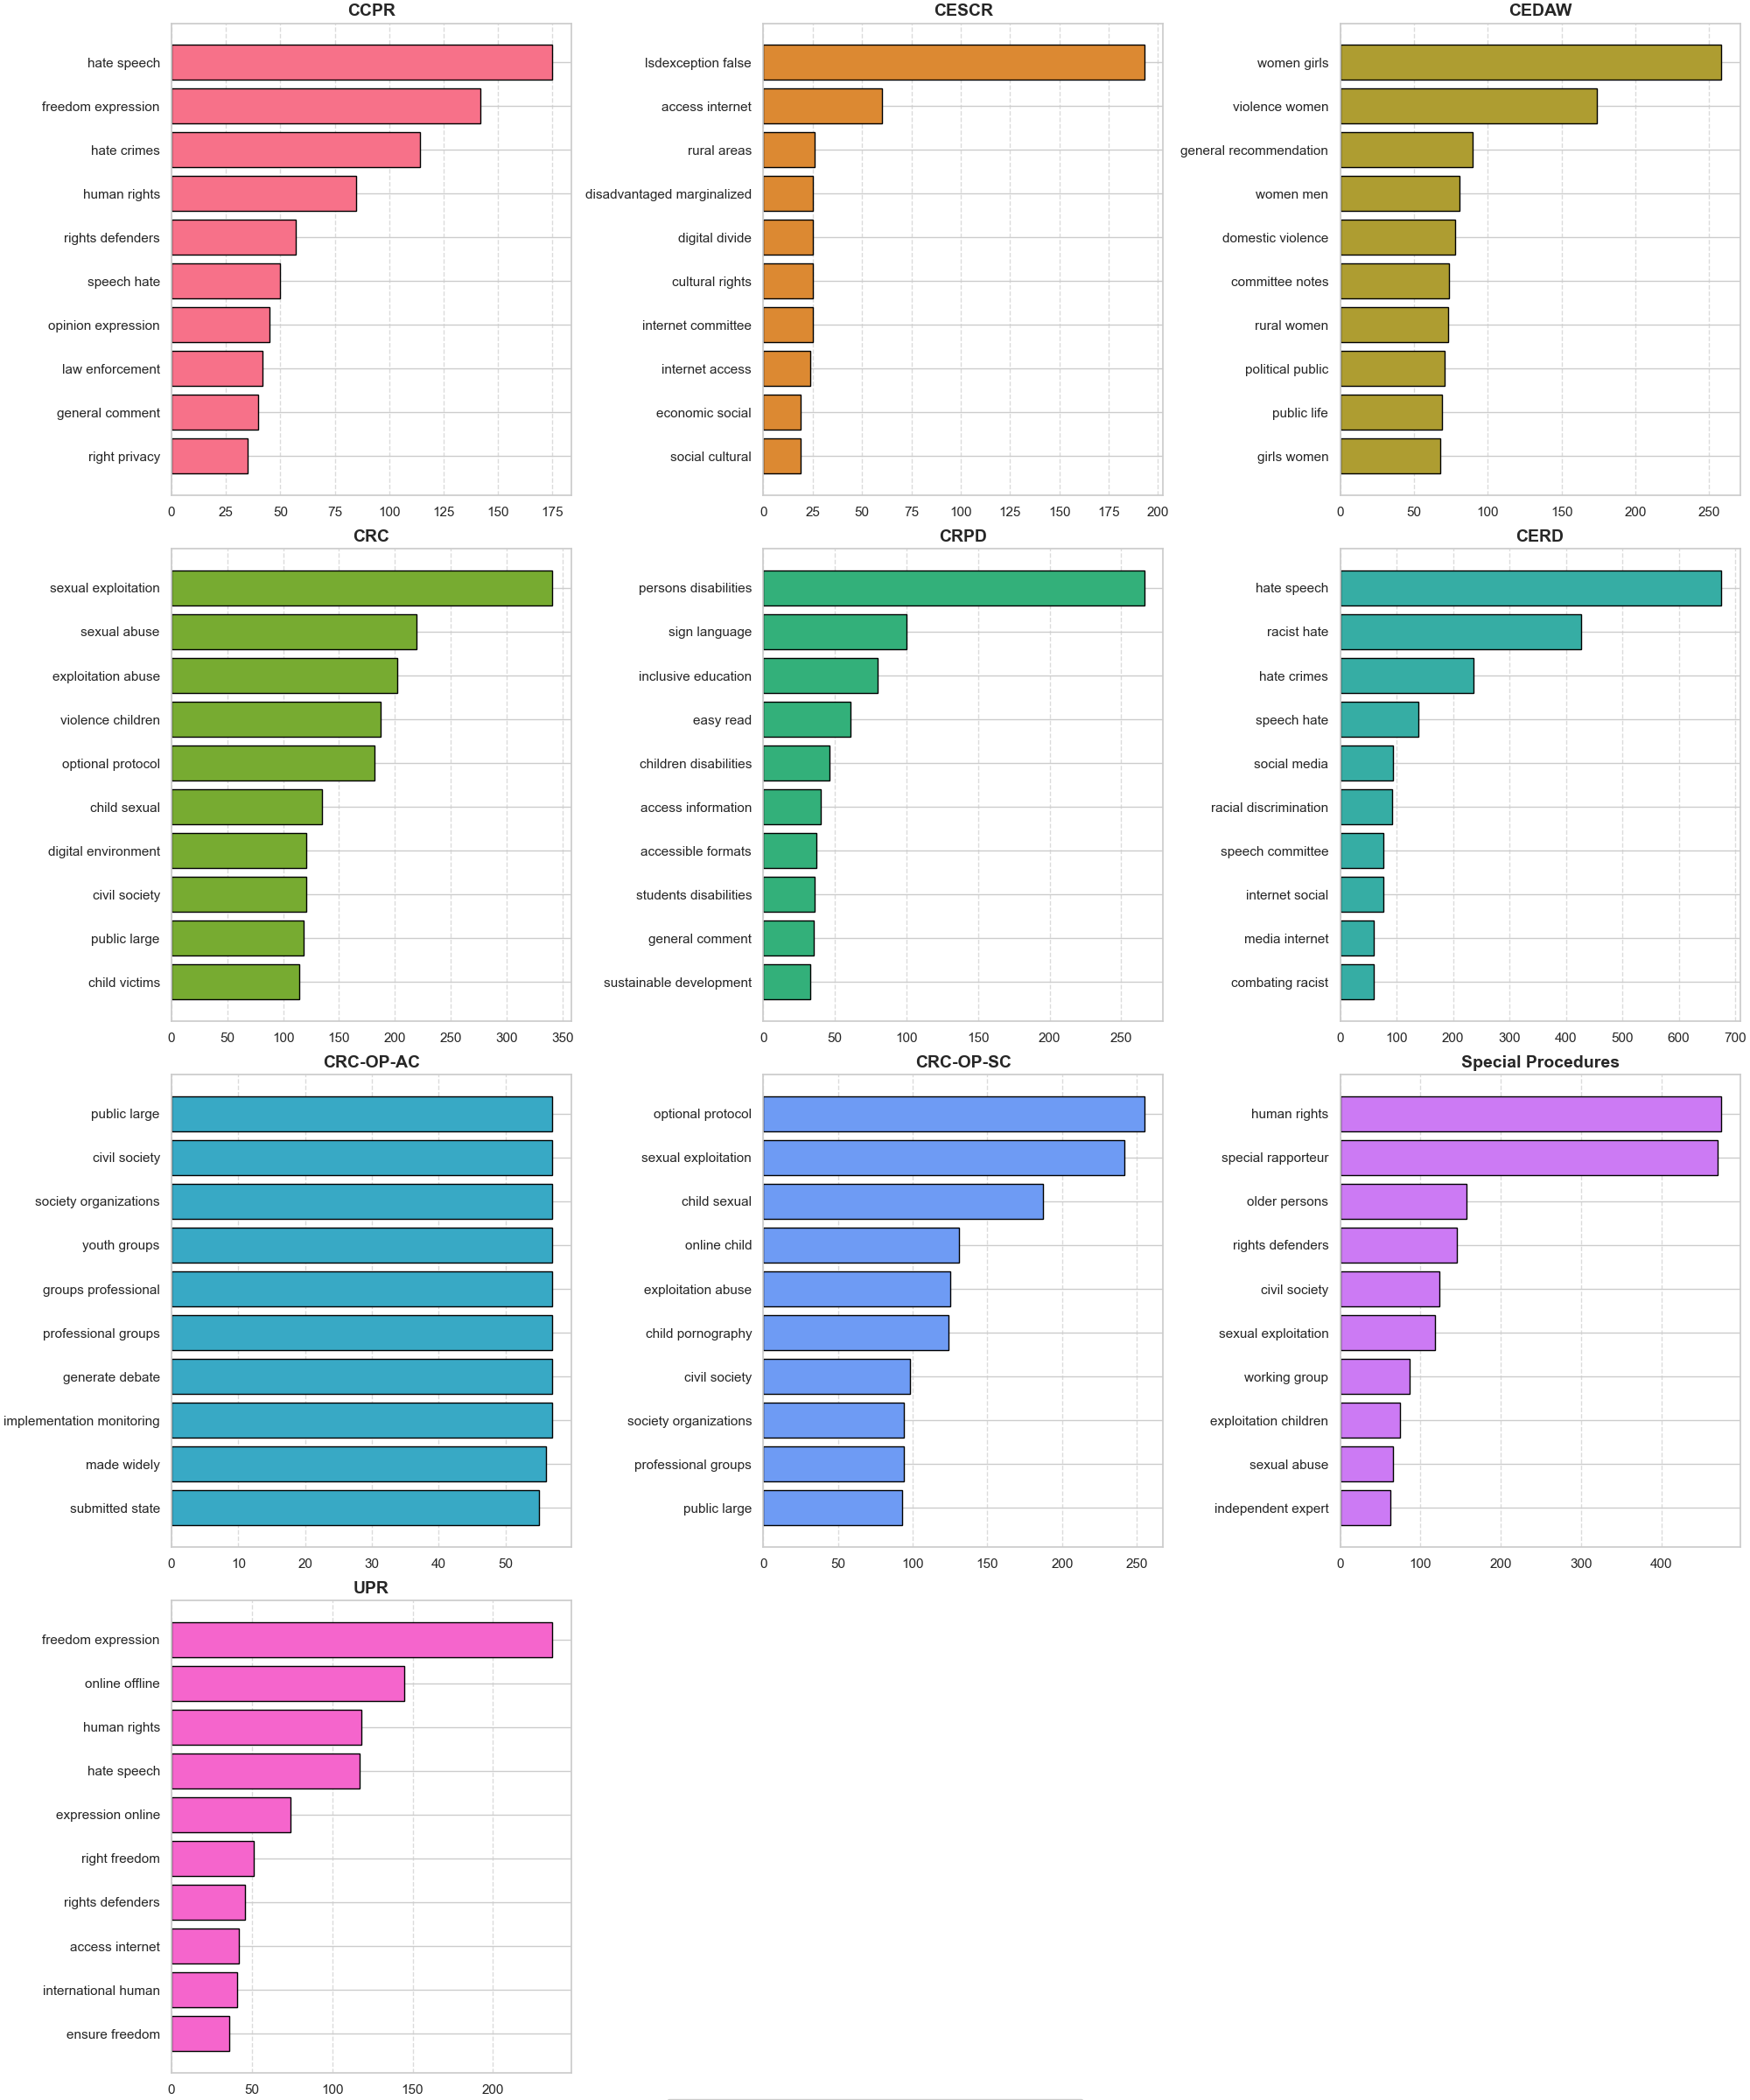 CCPR
hate speech
freedom expression
hate crimes
human rights
rights defenders
speech hate
opinion expression
law enforcement
general comment
right privacy
0 25 50 75 100 125 150 175
CESCR
lsdexception false
access internet
rural areas
disadvantaged marginalized
digital divide
cultural rights
internet committee
internet access
economic social
social cultural
0 25 50 75 100 125 150 175 200
CEDAW
women girls
violence women
general recommendation
women men
domestic violence
committee notes
rural women
political public
public life
girls women
0 50 100 150 200 250
CRC
sexual exploitation
sexual abuse
exploitation abuse
violence children
optional protocol
child sexual
digital environment
civil society
public large
child victims
0 50 100 150 200 250 300 350
CRPD
persons disabilities
sign language
inclusive education
easy read
children disabilities
access information
accessible formats
students disabilities
general comment
sustainable development
0 50 100 150 200 250
CERD
hate speech
racist hate
hate crimes
speech hate
social media
racial discrimination
speech committee
internet social
media internet
combating racist
0 100 200 300 400 500 600 700
CRC-OP-AC
public large
civil society
society organizations
youth groups
groups professional
professional groups
generate debate
implementation monitoring
made widely
submitted state
0 10 20 30 40 50
CRC-OP-SC
optional protocol
sexual exploitation
child sexual
online child
exploitation abuse
child pornography
civil society
society organizations
professional groups
public large
0 50 100 150 200 250
Special Procedures
human rights
special rapporteur
older persons
rights defenders
civil society
sexual exploitation
working group
exploitation children
sexual abuse
independent expert
0 100 200 300 400
UPR
freedom expression
online offline
human rights
hate speech
expression online
right freedom
rights defenders
access internet
international human
ensure freedom
0 50 100 150 200